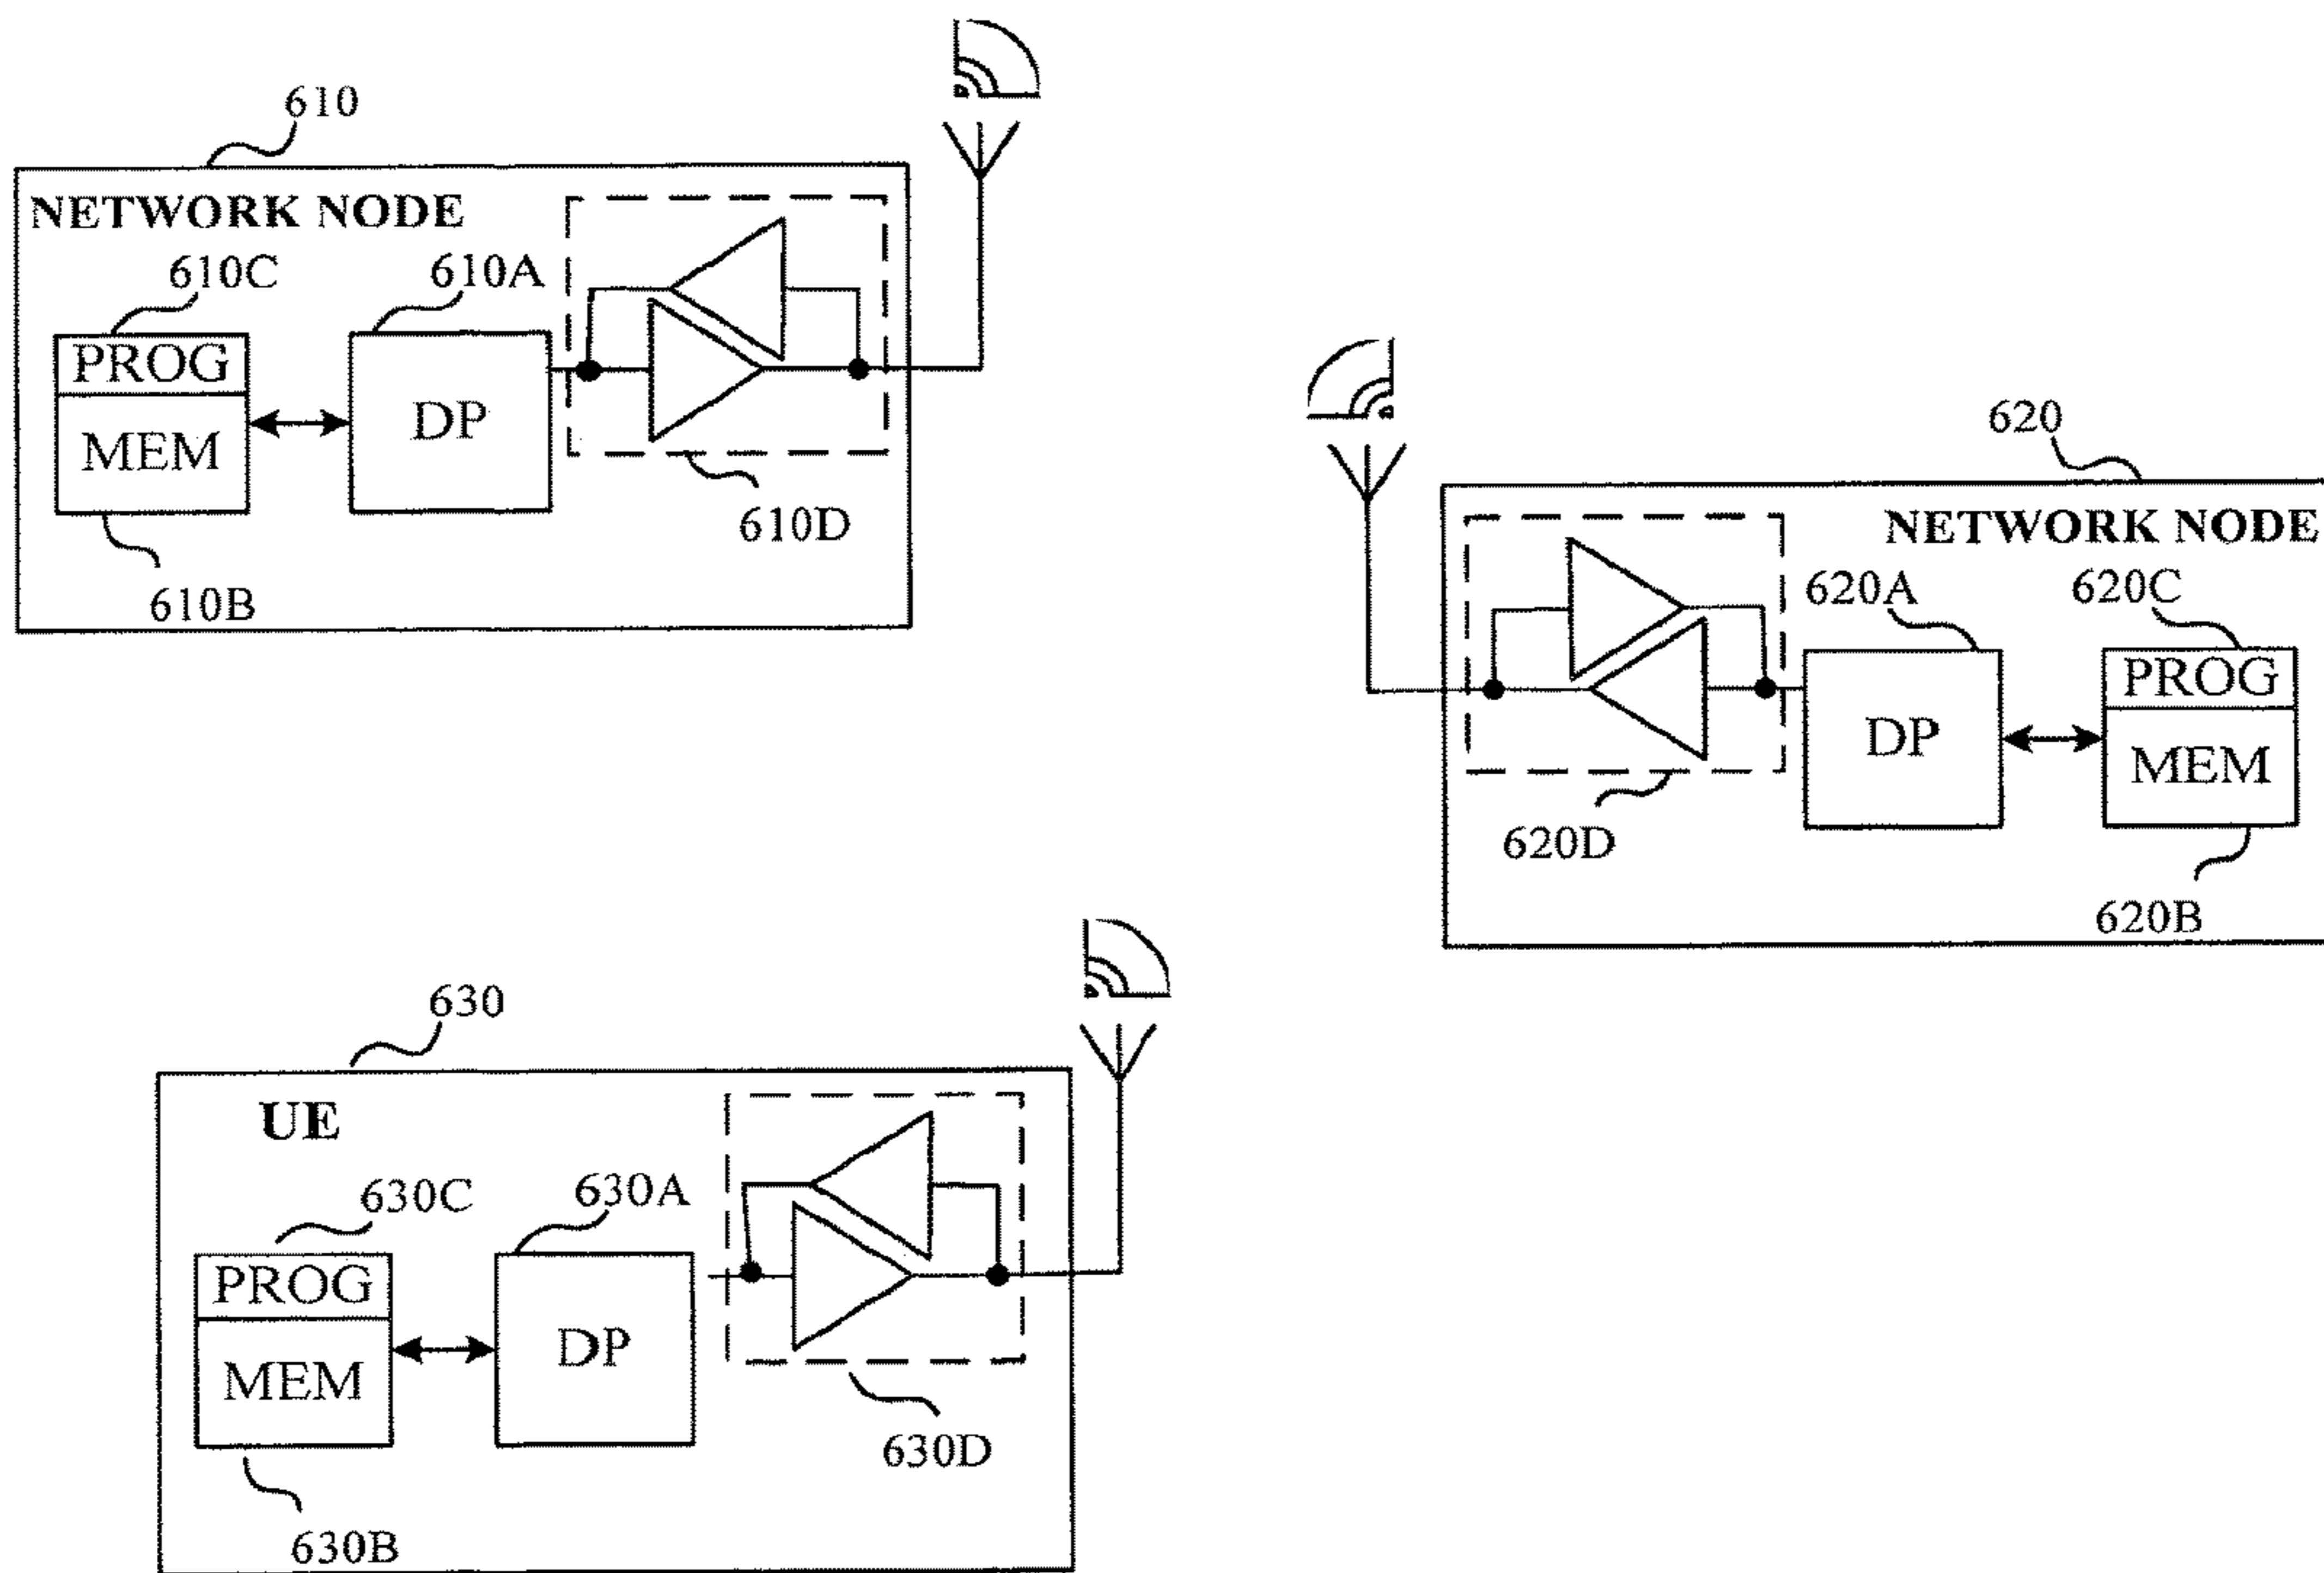 610
NETWORK NODE
610C
610A
PROG
MEM
DP
610D
610B
620
NETWORK NODE
620A
620C
PROG
DP
MEM
620D
620B
630
UE
630C
630A
PROG
MEM
DP
630D
630B